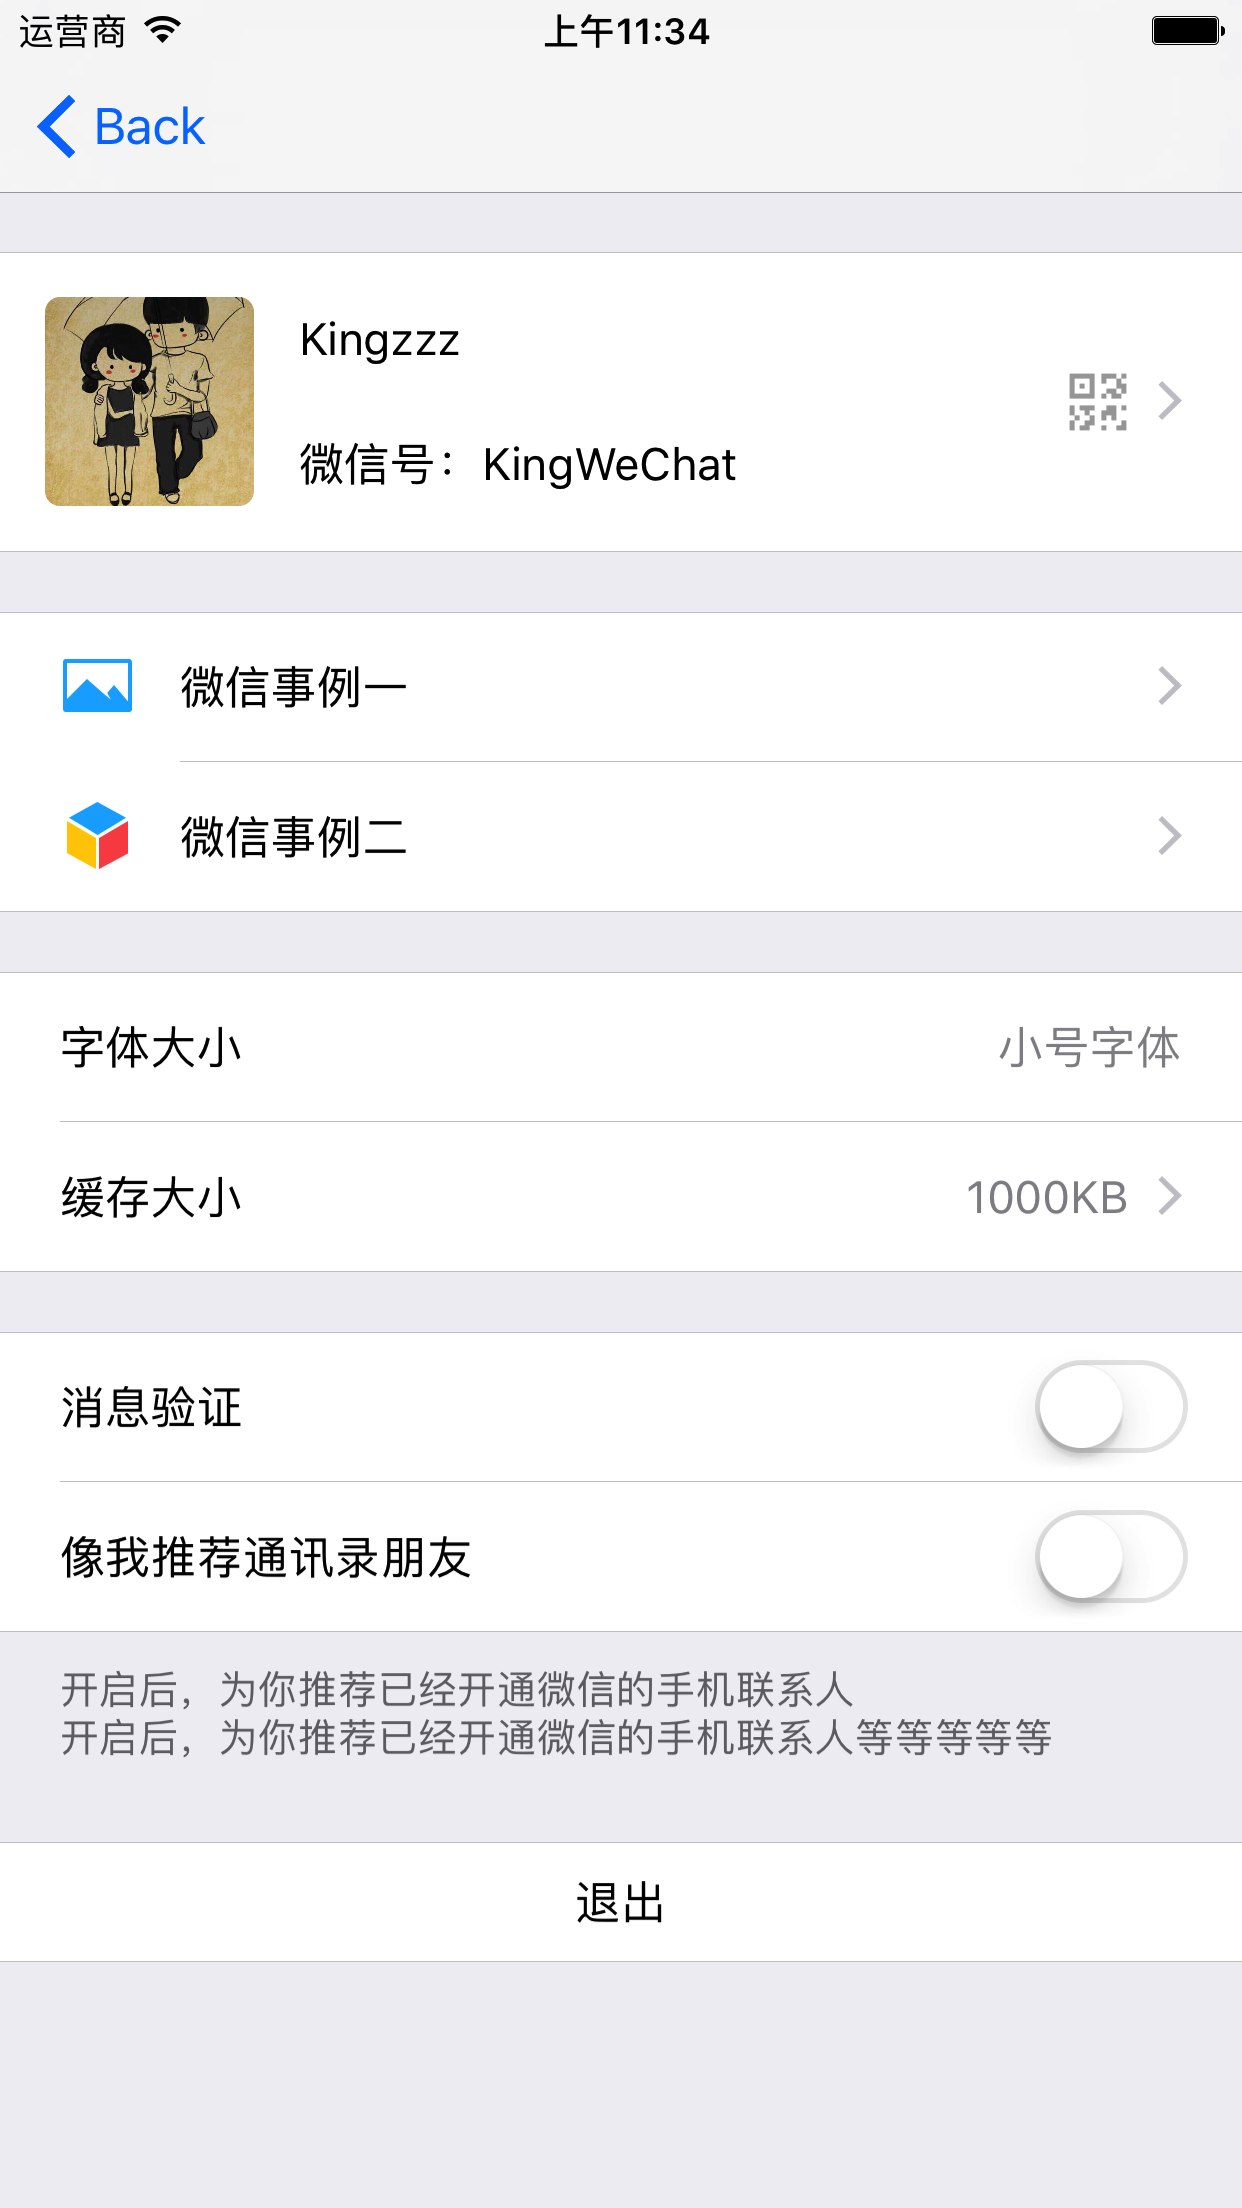 运营商 上午11:34
Back
Kingzzz
微信号：KingWeChat
微信事例一
微信事例二
字体大小 小号字体
缓存大小 1000KB
消息验证
像我推荐通讯录朋友
开启后，为你推荐已经开通微信的手机联系人
开启后，为你推荐已经开通微信的手机联系人等等等等等
退出